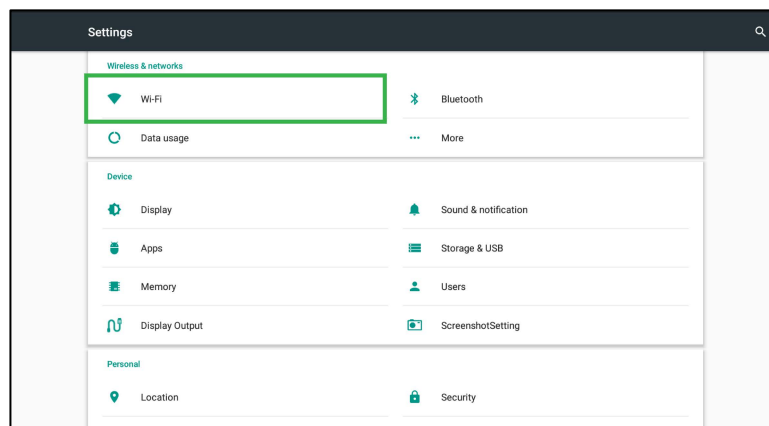 Settings
Wireless & networks
Wi-Fi
Bluetooth
Data usage
More
Device
Display
Sound & notification
Apps
Storage & USB
Memory
Users
Display Output
ScreenshotSetting
Personal
Location
Security